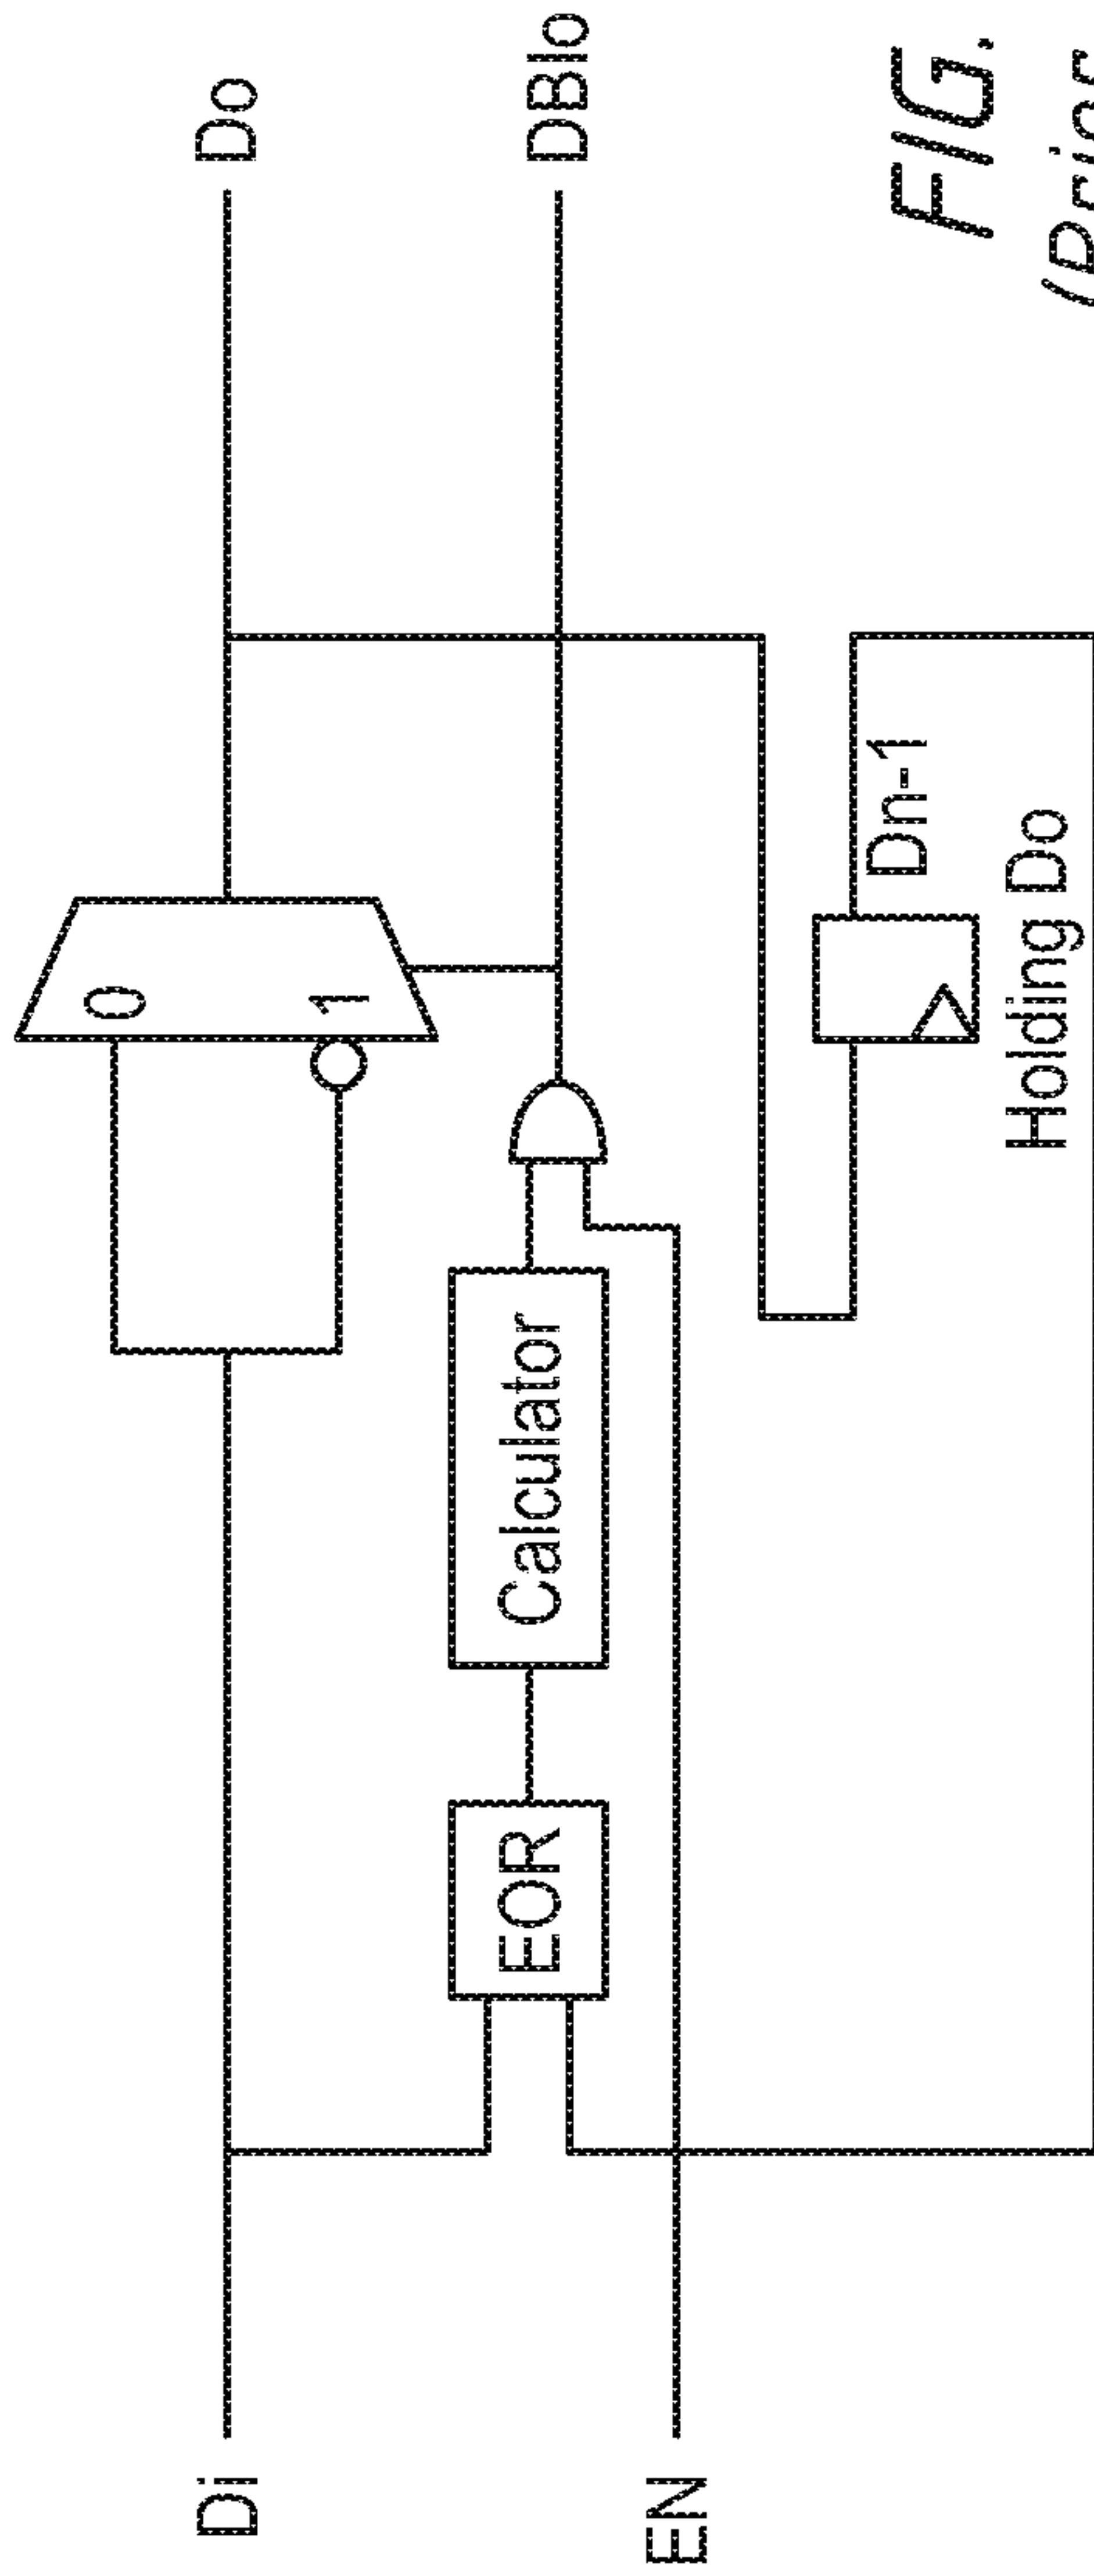 Di
Do
0
1
EOR
Calculator
DBIo
EN
Dn-1
Holding Do
FIG.